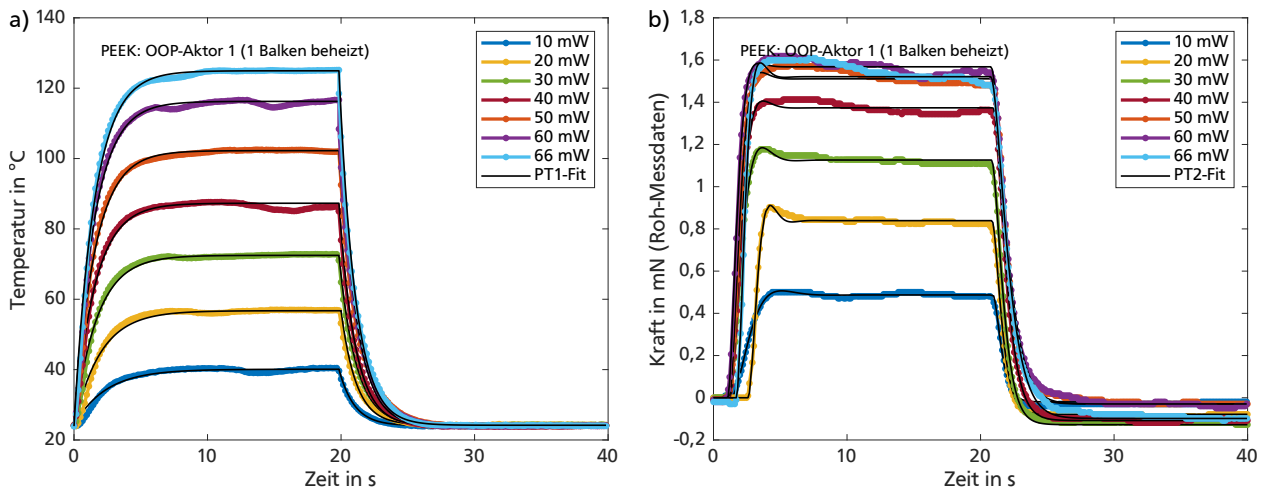 a)
PEEK: OOP-Aktor 1 (1 Balken beheizt)
10 mW
20 mW
30 mW
40 mW
50 mW
60 mW
66 mW
PT1-Fit
Temperatur in °C
140
120
100
80
60
40
20
0
10
20
30
40
Zeit in s
b)
PEEK: OOP-Aktor 1 (1 Balken beheizt)
10 mW
20 mW
30 mW
40 mW
50 mW
60 mW
66 mW
PT2-Fit
Kraft in mN (Roh-Messdaten)
1,8
1,6
1,4
1,2
1
0,8
0,6
0,4
0,2
0
-0,2
0
10
20
30
40
Zeit in s